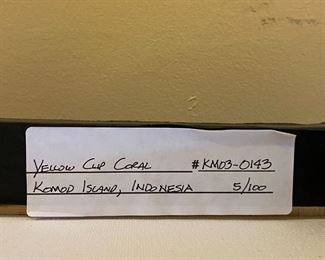 Yellow Cup Coral #KM03-0143
Komod Island, Indonesia 5/100